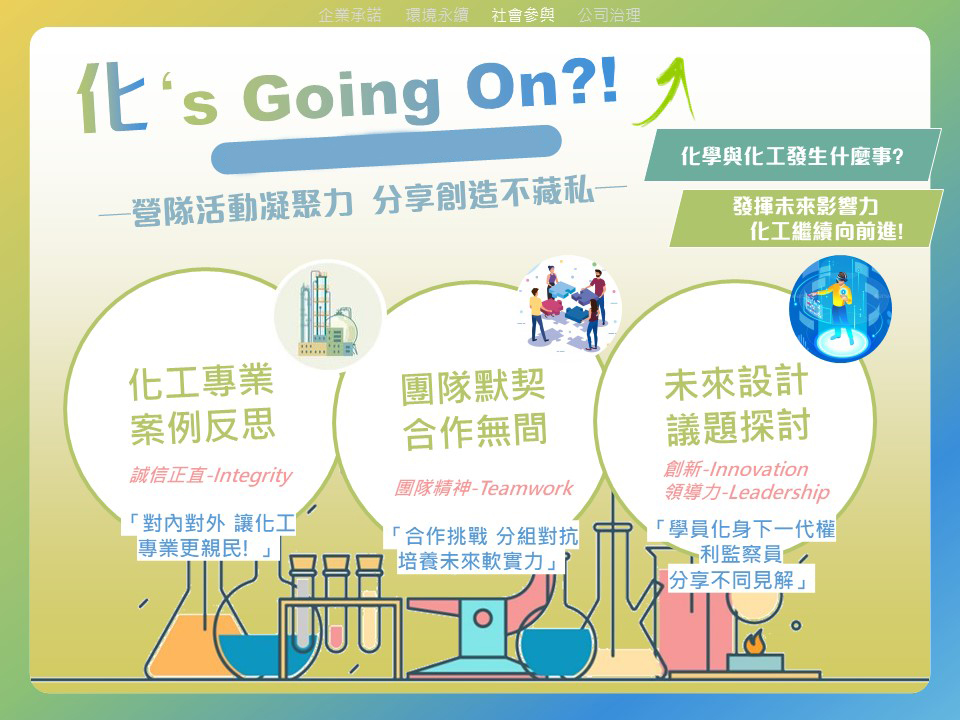 企業承諾 環境永續 社會參與 公司治理
化‘s Going On?!
化學與化工發生什麼事?
—營隊活動凝聚力 分享創造不藏私—
發揮未來影響力
化工繼續向前進!
化工專業
案例反思
誠信正直-Integrity
「對內對外 讓化工
專業更親民! 」
團隊默契
合作無間
團隊精神-Teamwork
「合作挑戰 分組對抗
培養未來軟實力」
未來設計
議題探討
創新-Innovation
領導力-Leadership
「學員化身下一代權
利監察員
分享不同見解」